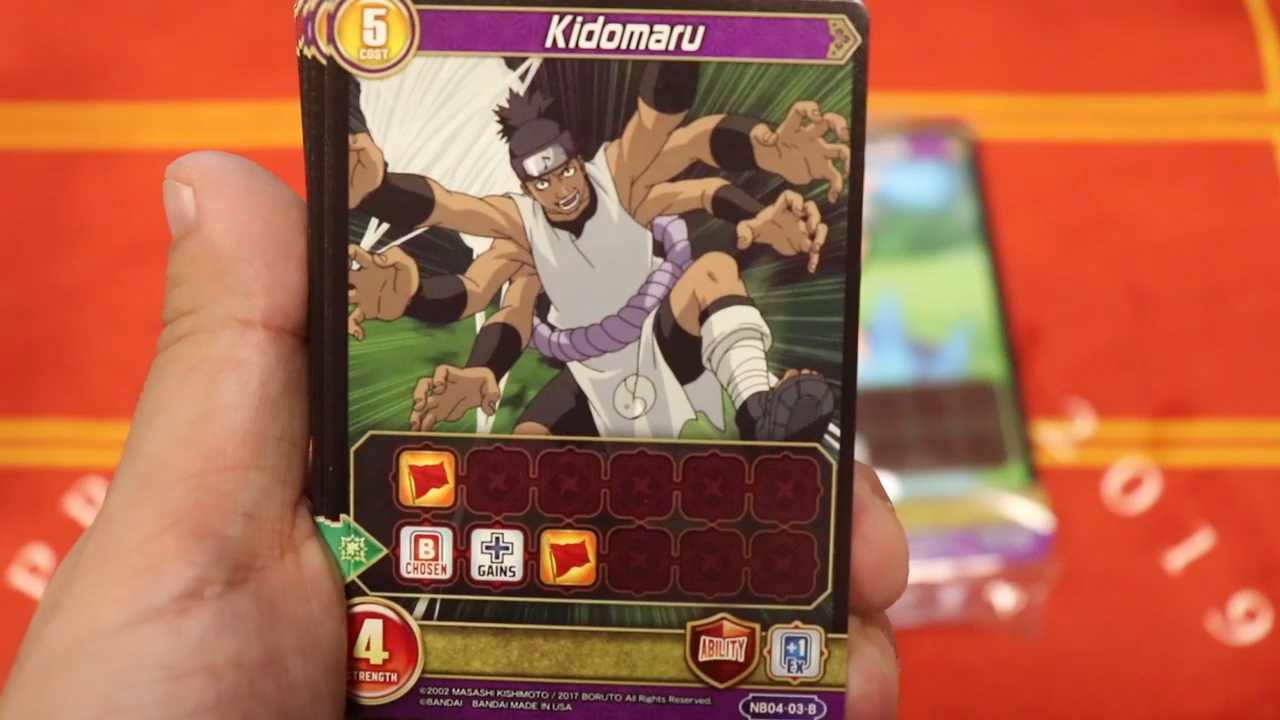 5
COST
Kidomaru
B
CHOSEN
GAINS
4
STRENGTH
ABILITY
+1
EX
©2002 MASASHI KISHIMOTO / 2017 BORUTO All Rights Reserved.
©BANDAI BANDAI MADE IN USA
NB04-03-B
2019